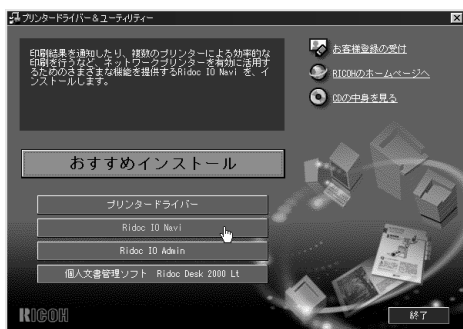 プリンタードライバー＆ユーティリティー
印刷結果を通知したり、複数のプリンターによる効率的な
印刷を行うなど、ネットワークプリンターを有効に活用す
るためのさまざまな機能を提供するRidoc IO Navi を、イ
ンストールします。
お客様登録の受付
RICOHのホームページへ
CDの中身を見る
おすすめインストール
プリンタードライバー
Ridoc IO Navi
Ridoc IO Admin
個人文書管理ソフト Ridoc Desk 2000 Lt
RICOH
終了